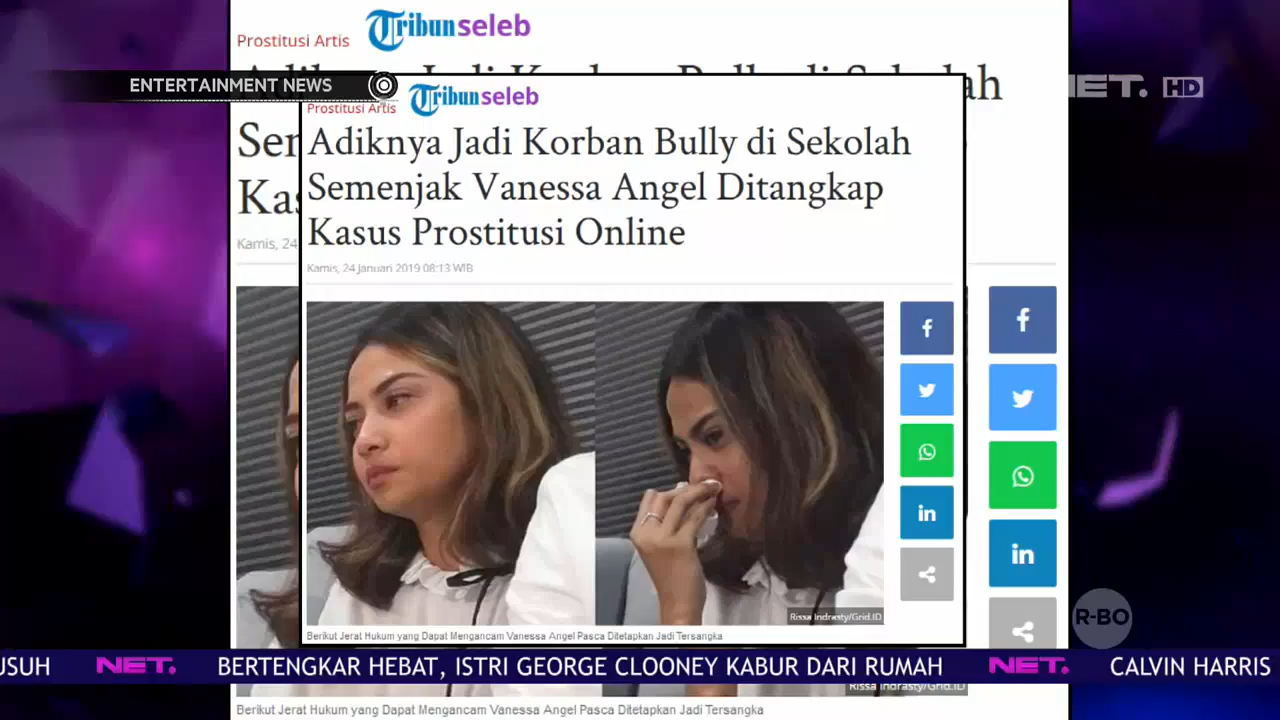 Prostitusi Artis
Tribunseleb
ENTERTAINMENT NEWS
NET. HD
Prostitusi Artis
Tribunseleb
Adiknya Jadi Korban Bully di Sekolah
Semenjak Vanessa Angel Ditangkap
Kasus Prostitusi Online
Kamis, 24
Kamis, 24 Januari 2019 08:13 WIB
Rissa Indrasty/Grid.ID
Berikut Jerat Hukum yang Dapat Mengancam Vanessa Angel Pasca Ditetapkan Jadi Tersangka
R-BO
USUH NET. BERTENGKAR HEBAT, ISTRI GEORGE CLOONEY KABUR DARI RUMAH NET. CALVIN HARRIS
Rissa Indrasty/Grid.ID
Berikut Jerat Hukum yang Dapat Mengancam Vanessa Angel Pasca Ditetapkan Jadi Tersangka